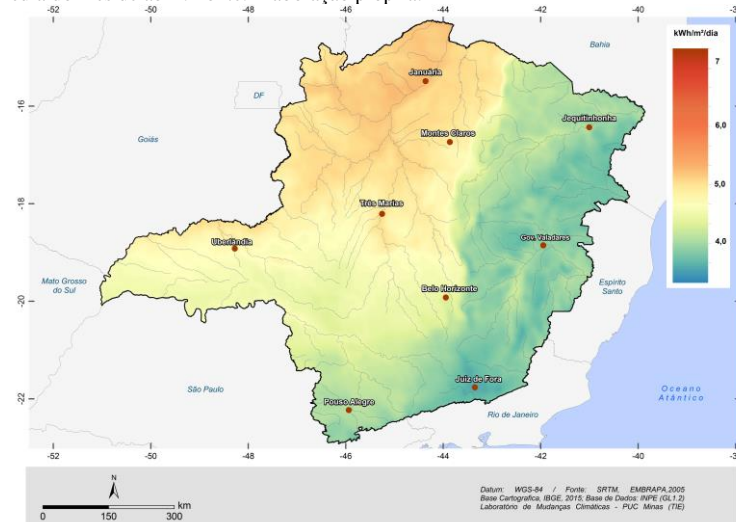 -52
-50
-48
-46
-44
-42
-40
kWh/m²/dia
7
6,0
5,0
4,0
Bahia
Januária
-16
DF
Jequitinhonha
Goiás
Montes Claros
-18
Três Marias
Uberlândia
Gov. Valadares
Mato Grosso
do Sul
Espírito
Santo
Belo Horizonte
-20
Juiz de Fora
São Paulo
Oceano
Atlântico
Pouso Alegre
-22
Rio de Janeiro
-52
-50
-48
-46
-44
-42
-40
N
km
0
150
300
Datum: WGS-84 / Fonte: SRTM, EMBRAPA,2005
Base Cartografica, IBGE, 2015; Base de Dados: INPE (GL1.2)
Laboratório de Mudanças Climáticas - PUC Minas (TIE)